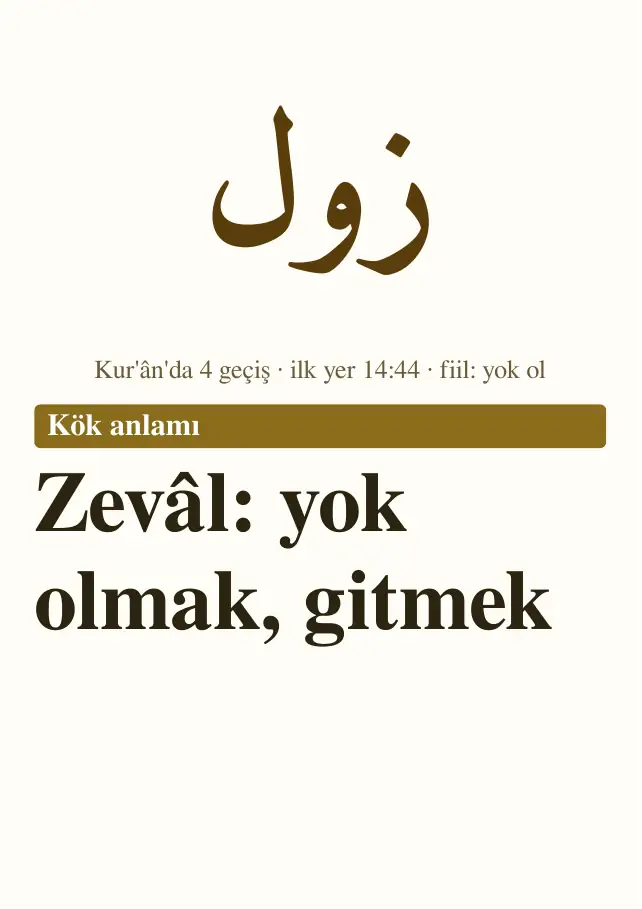 زول
Kur'ân'da 4 geçiş · ilk yer 14:44 · fiil: yok ol
Kök anlamı
Zevâl: yok
olmak, gitmek